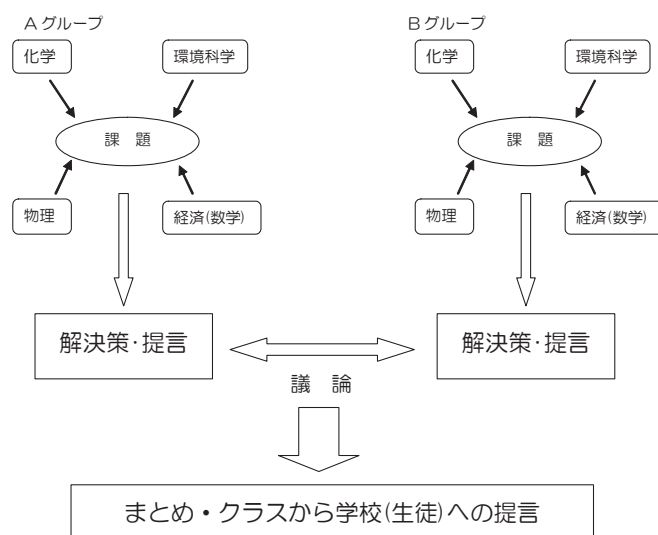 Aグループ
Bグループ
化学
環境科学
化学
環境科学
課 題
課 題
物理
経済(数学)
物理
経済(数学)
解決策・提言
解決策・提言
議 論
まとめ・クラスから学校(生徒)への提言